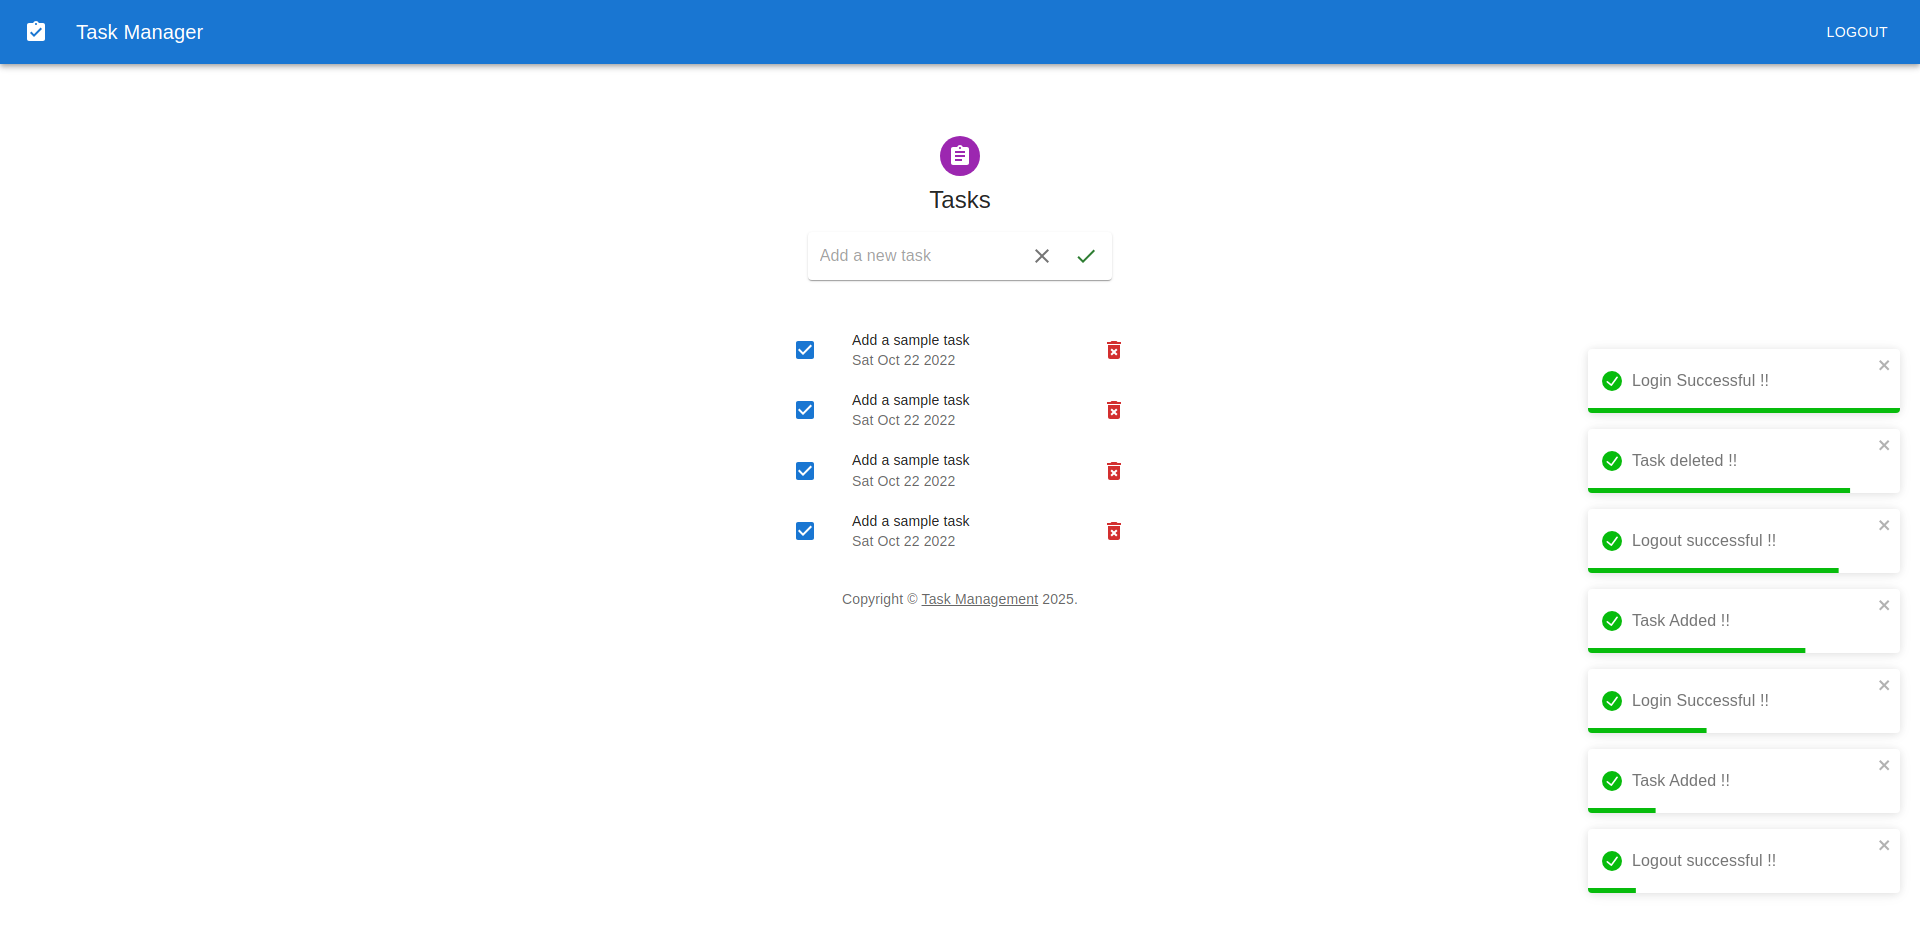 Task Manager
LOGOUT
Tasks
Add a new task
Add a sample task
Sat Oct 22 2022
Add a sample task
Sat Oct 22 2022
Add a sample task
Sat Oct 22 2022
Add a sample task
Sat Oct 22 2022
Copyright © Task Management 2025.
Login Successful !!
Task deleted !!
Logout successful !!
Task Added !!
Login Successful !!
Task Added !!
Logout successful !!